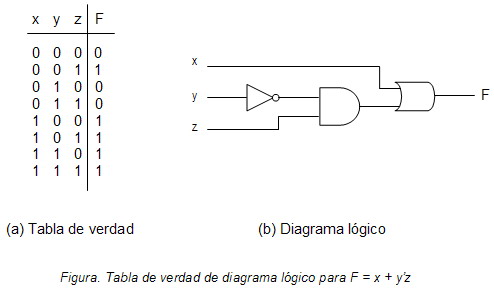 x y z F
0 0 0 0
0 0 1 1
0 1 0 0
0 1 1 0
1 0 0 1
1 0 1 1
1 1 0 1
1 1 1 1
x
y
z
F
(a) Tabla de verdad
(b) Diagrama lógico
Figura. Tabla de verdad de diagrama lógico para F = x + y'z